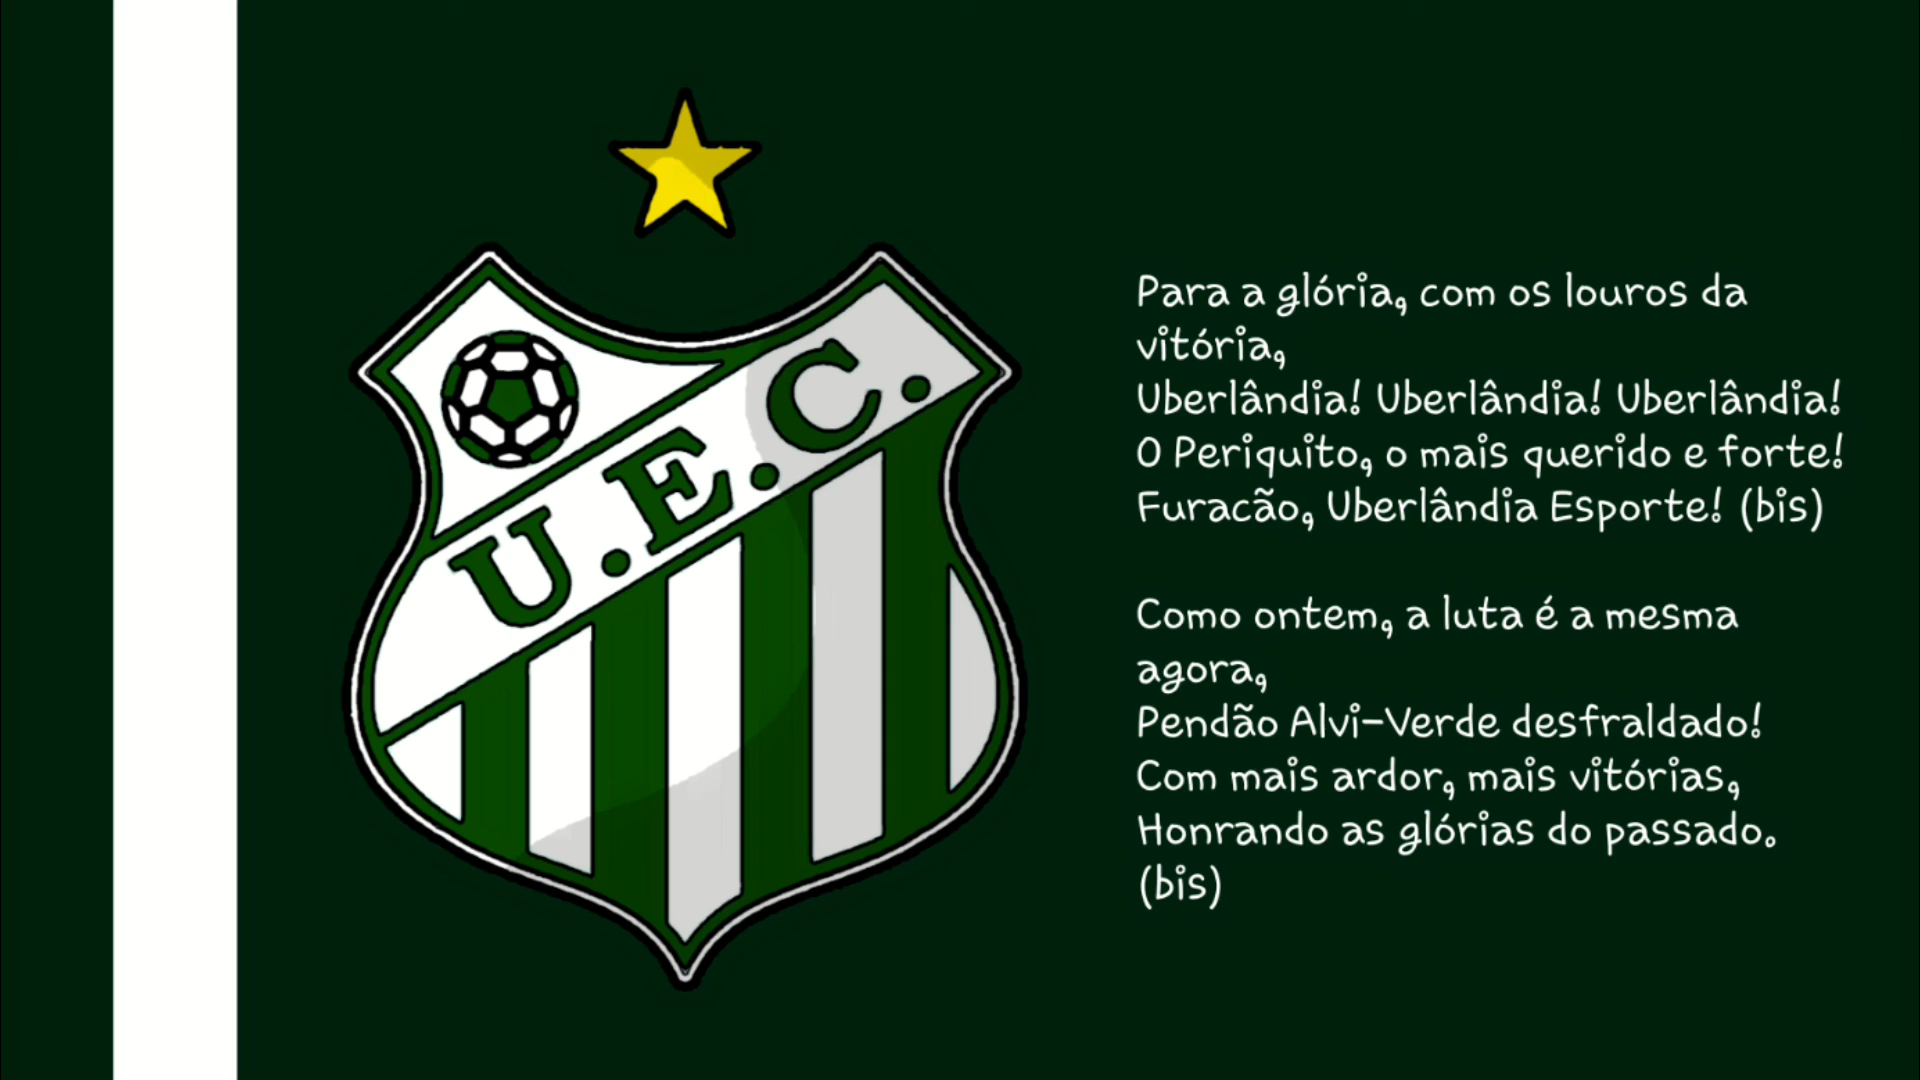 U.E.C.
Para a glória, com os louros da
vitória,
Uberlândia! Uberlândia! Uberlândia!
O Periquito, o mais querido e forte!
Furacão, Uberlândia Esporte! (bis)
Como ontem, a luta é a mesma
agora,
Pendão Alvi-Verde desfraldado!
Com mais ardor, mais vitórias,
Honrando as glórias do passado.
(bis)